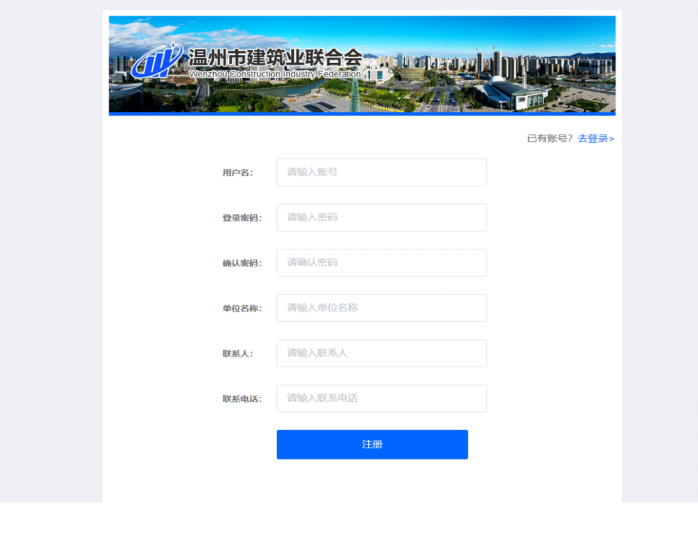 温州市建筑业联合会
Wenzhou Construction Industry Federation
已有账号？去登录>
用户名： 请输入账号
登录密码： 请输入密码
确认密码： 请确认密码
单位名称： 请输入单位名称
联系人： 请输入联系人
联系电话： 请输入联系电话
注册